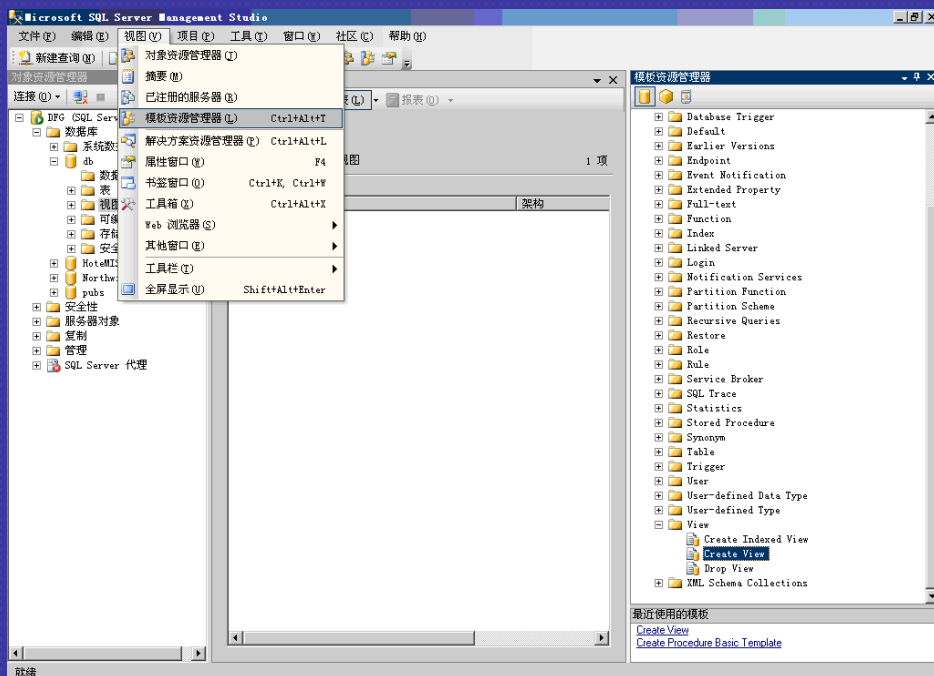 Microsoft SQL Server Management Studio
文件(F) 编辑(E) 视图(V) 项目(P) 工具(T) 窗口(W) 社区(C) 帮助(H)
新建查询(N)
对象资源管理器
连接(O)
DFG (SQL Serv
数据库
系统数
db
数据
表
视图
可编
存储
安全
HoteMIS
Northwi
pubs
安全性
服务器对象
复制
管理
SQL Server 代理
对象资源管理器(T)
摘要(M)
已注册的服务器(R)
模板资源管理器(L) Ctrl+Alt+T
解决方案资源管理器(P) Ctrl+Alt+L
属性窗口(W) F4
书签窗口(O) Ctrl+K, Ctrl+W
工具箱(X) Ctrl+Alt+X
Web 浏览器(S)
其他窗口(E)
工具栏(T)
全屏显示(U) Shift+Alt+Enter
表(L) 报表(O)
视图 1 项
架构
模板资源管理器
Database Trigger
Default
Earlier Versions
Endpoint
Event Notification
Extended Property
Full-text
Function
Index
Linked Server
Login
Notification Services
Partition Function
Partition Scheme
Recursive Queries
Restore
Role
Rule
Service Broker
SQL Trace
Statistics
Stored Procedure
Synonym
Table
Trigger
User
User-defined Data Type
User-defined Type
View
Create Indexed View
Create View
Drop View
XML Schema Collections
最近使用的模板
Create View
Create Procedure Basic Template
就绪